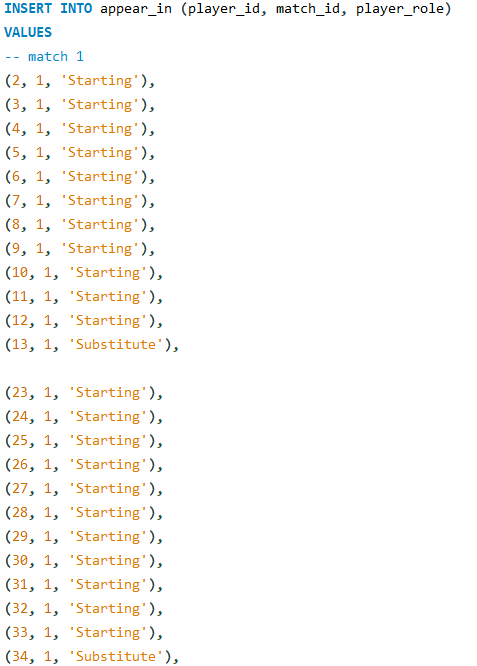 INSERT INTO appear_in (player_id, match_id, player_role)
VALUES
-- match 1
(2, 1, 'Starting'),
(3, 1, 'Starting'),
(4, 1, 'Starting'),
(5, 1, 'Starting'),
(6, 1, 'Starting'),
(7, 1, 'Starting'),
(8, 1, 'Starting'),
(9, 1, 'Starting'),
(10, 1, 'Starting'),
(11, 1, 'Starting'),
(12, 1, 'Starting'),
(13, 1, 'Substitute'),

(23, 1, 'Starting'),
(24, 1, 'Starting'),
(25, 1, 'Starting'),
(26, 1, 'Starting'),
(27, 1, 'Starting'),
(28, 1, 'Starting'),
(29, 1, 'Starting'),
(30, 1, 'Starting'),
(31, 1, 'Starting'),
(32, 1, 'Starting'),
(33, 1, 'Starting'),
(34, 1, 'Substitute'),